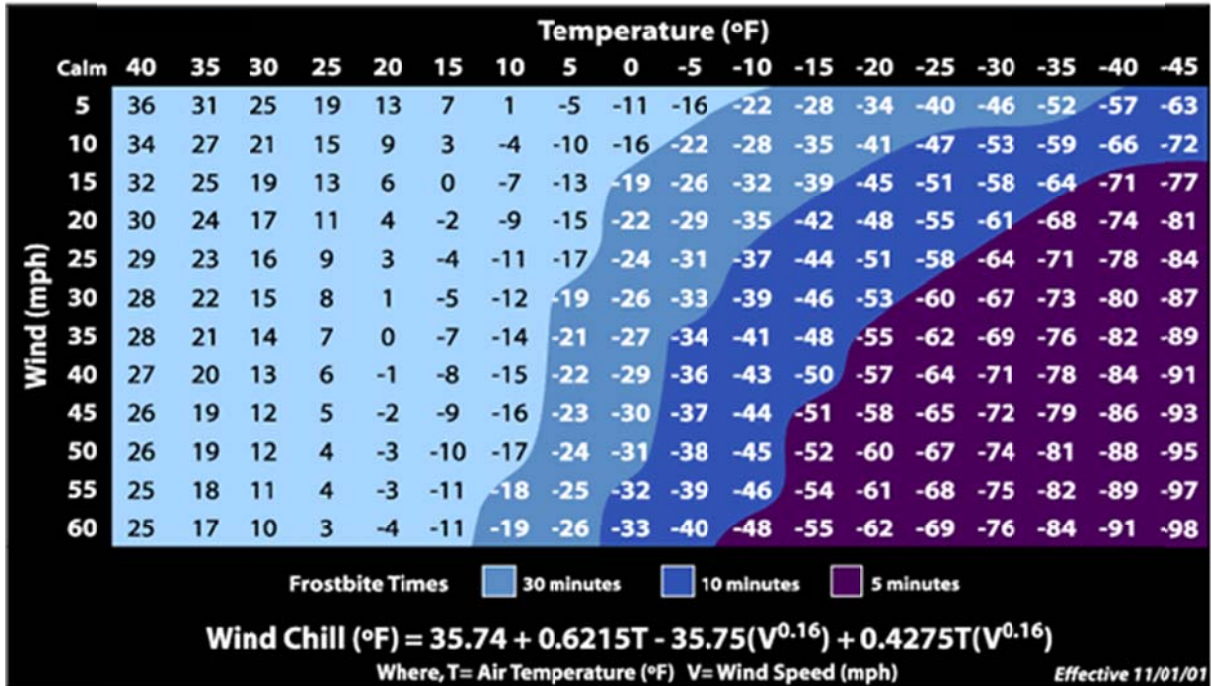 Temperature (ºF)
Calm 40 35 30 25 20 15 10 5 0 -5 -10 -15 -20 -25 -30 -35 -40 -45
5 36 31 25 19 13 7 1 -5 -11 -16 -22 -28 -34 -40 -46 -52 -57 -63
10 34 27 21 15 9 3 -4 -10 -16 -22 -28 -35 -41 -47 -53 -59 -66 -72
15 32 25 19 13 6 0 -7 -13 -19 -26 -32 -39 -45 -51 -58 -64 -71 -77
20 30 24 17 11 4 -2 -9 -15 -22 -29 -35 -42 -48 -55 -61 -68 -74 -81
25 29 23 16 9 3 -4 -11 -17 -24 -31 -37 -44 -51 -58 -64 -71 -78 -84
30 28 22 15 8 1 -5 -12 -19 -26 -33 -39 -46 -53 -60 -67 -73 -80 -87
35 28 21 14 7 0 -7 -14 -21 -27 -34 -41 -48 -55 -62 -69 -76 -82 -89
40 27 20 13 6 -1 -8 -15 -22 -29 -36 -43 -50 -57 -64 -71 -78 -84 -91
45 26 19 12 5 -2 -9 -16 -23 -30 -37 -44 -51 -58 -65 -72 -79 -86 -93
50 26 19 12 4 -3 -10 -17 -24 -31 -38 -45 -52 -60 -67 -74 -81 -88 -95
55 25 18 11 4 -3 -11 -18 -25 -32 -39 -46 -54 -61 -68 -75 -82 -89 -97
60 25 17 10 3 -4 -11 -19 -26 -33 -40 -48 -55 -62 -69 -76 -84 -91 -98
Wind (mph)
Frostbite Times 30 minutes 10 minutes 5 minutes
Wind Chill (ºF) = 35.74 + 0.6215T - 35.75(V^0.16) + 0.4275T(V^0.16)
Where, T= Air Temperature (ºF) V= Wind Speed (mph)
Effective 11/01/01